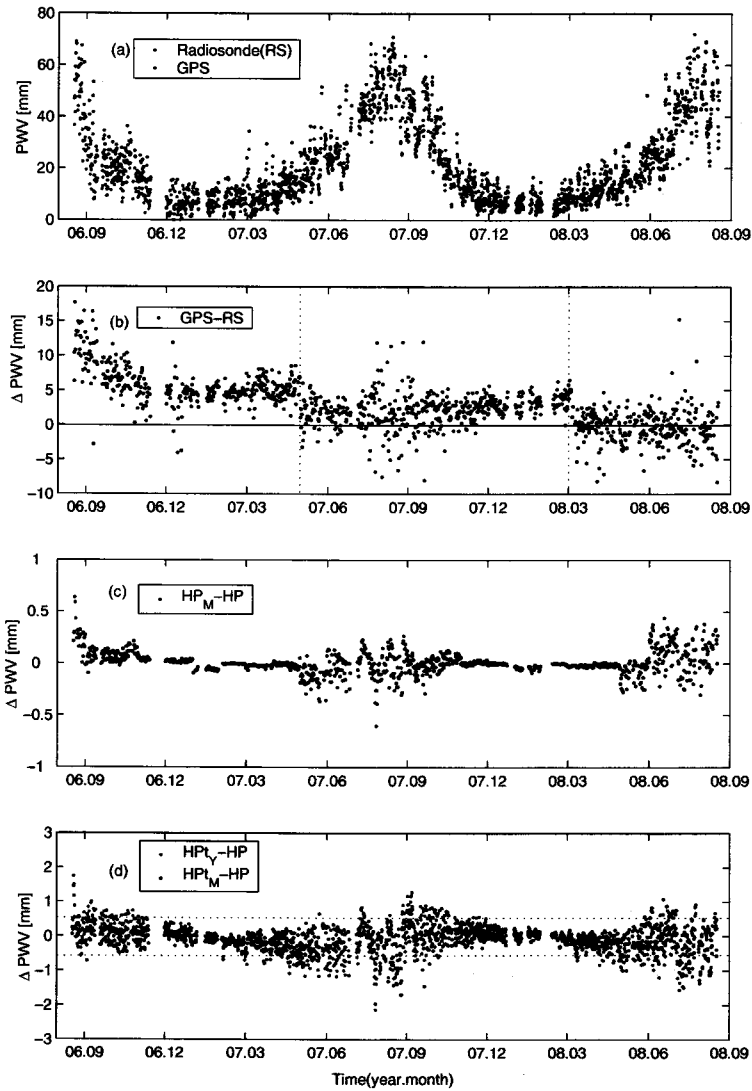 (a)
Radiosonde(RS)
GPS
PWV [mm]
80
60
40
20
0
06.09 06.12 07.03 07.06 07.09 07.12 08.03 08.06 08.09
(b)
GPS−RS
Δ PWV [mm]
20
15
10
5
0
−5
−10
06.09 06.12 07.03 07.06 07.09 07.12 08.03 08.06 08.09
(c)
HP_M−HP
Δ PWV [mm]
1
0.5
0
−0.5
−1
06.09 06.12 07.03 07.06 07.09 07.12 08.03 08.06 08.09
(d)
HPt_Y−HP
HPt_M−HP
Δ PWV [mm]
3
2
1
0
−1
−2
−3
06.09 06.12 07.03 07.06 07.09 07.12 08.03 08.06 08.09
Time(year.month)